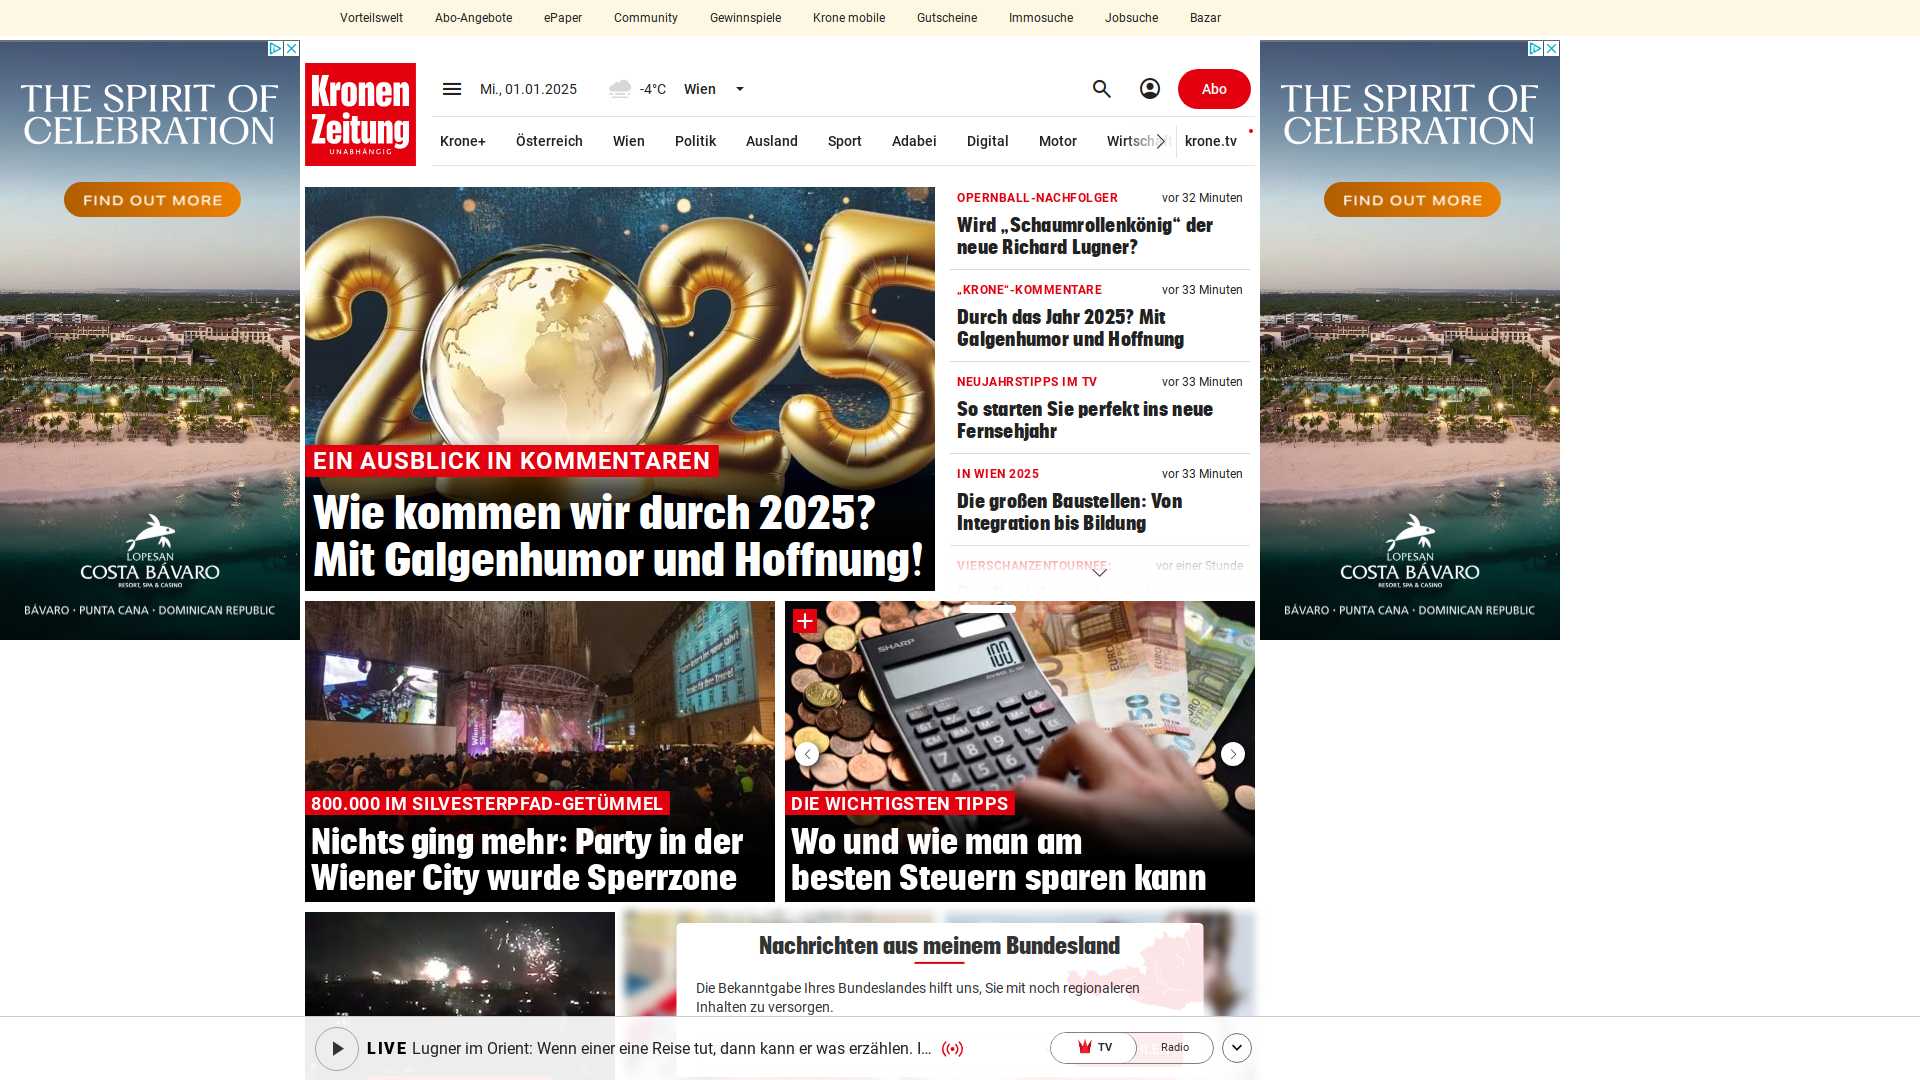 Vorteilswelt Abo-Angebote ePaper Community Gewinnspiele Krone mobile Gutscheine Immosuche Jobsuche Bazar
THE SPIRIT OF
CELEBRATION
FIND OUT MORE
LOPESAN
COSTA BÁVARO
RESORT, SPA & CASINO
BÁVARO · PUNTA CANA · DOMINICAN REPUBLIC
Kronen
Zeitung
UNABHÄNGIG
Mi., 01.01.2025 -4°C Wien
Abo
Krone+ Österreich Wien Politik Ausland Sport Adabei Digital Motor Wirtschaft krone.tv
EIN AUSBLICK IN KOMMENTAREN
Wie kommen wir durch 2025?
Mit Galgenhumor und Hoffnung!
OPERNBALL-NACHFOLGER vor 32 Minuten
Wird „Schaumrollenkönig“ der
neue Richard Lugner?
„KRONE“-KOMMENTARE vor 33 Minuten
Durch das Jahr 2025? Mit
Galgenhumor und Hoffnung
NEUJAHRSTIPPS IM TV vor 33 Minuten
So starten Sie perfekt ins neue
Fernsehjahr
IN WIEN 2025 vor 33 Minuten
Die großen Baustellen: Von
Integration bis Bildung
VIERSCHANZENTOURNEE: vor einer Stunde
THE SPIRIT OF
CELEBRATION
FIND OUT MORE
LOPESAN
COSTA BÁVARO
RESORT, SPA & CASINO
BÁVARO · PUNTA CANA · DOMINICAN REPUBLIC
800.000 IM SILVESTERPFAD-GETÜMMEL
Nichts ging mehr: Party in der
Wiener City wurde Sperrzone
SHARP
100.
DIE WICHTIGSTEN TIPPS
Wo und wie man am
besten Steuern sparen kann
Nachrichten aus meinem Bundesland
Die Bekanntgabe Ihres Bundeslandes hilft uns, Sie mit noch regionaleren
Inhalten zu versorgen.
LIVE Lugner im Orient: Wenn einer eine Reise tut, dann kann er was erzählen. I...
TV Radio